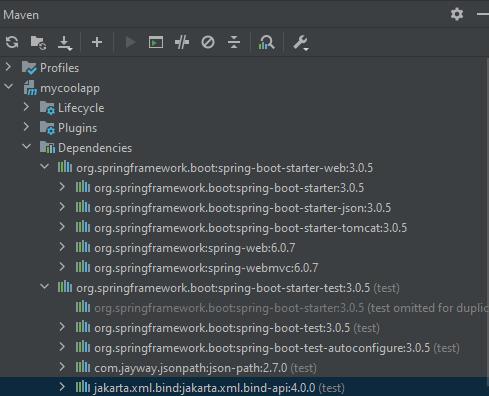 Maven
Profiles
mycoolapp
Lifecycle
Plugins
Dependencies
org.springframework.boot:spring-boot-starter-web:3.0.5
org.springframework.boot:spring-boot-starter:3.0.5
org.springframework.boot:spring-boot-starter-json:3.0.5
org.springframework.boot:spring-boot-starter-tomcat:3.0.5
org.springframework:spring-web:6.0.7
org.springframework:spring-webmvc:6.0.7
org.springframework.boot:spring-boot-starter-test:3.0.5 (test)
org.springframework.boot:spring-boot-starter:3.0.5 (test omitted for duplic
org.springframework.boot:spring-boot-test:3.0.5 (test)
org.springframework.boot:spring-boot-test-autoconfigure:3.0.5 (test)
com.jayway.jsonpath:json-path:2.7.0 (test)
jakarta.xml.bind:jakarta.xml.bind-api:4.0.0 (test)